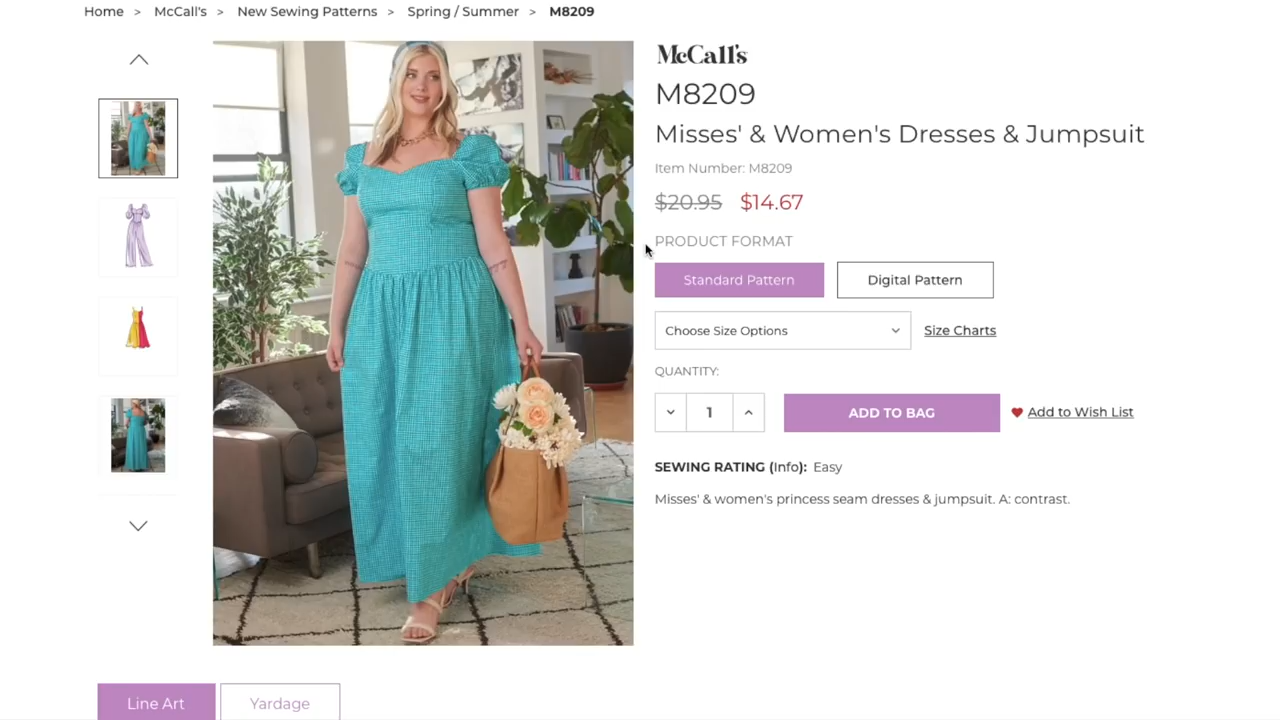 Home > McCall's > New Sewing Patterns > Spring / Summer > M8209
McCall's
M8209
Misses' & Women's Dresses & Jumpsuit
Item Number: M8209
$20.95 $14.67
PRODUCT FORMAT
Standard Pattern Digital Pattern
Choose Size Options Size Charts
QUANTITY:
1 ADD TO BAG Add to Wish List
SEWING RATING (Info): Easy
Misses' & women's princess seam dresses & jumpsuit. A: contrast.
Line Art Yardage